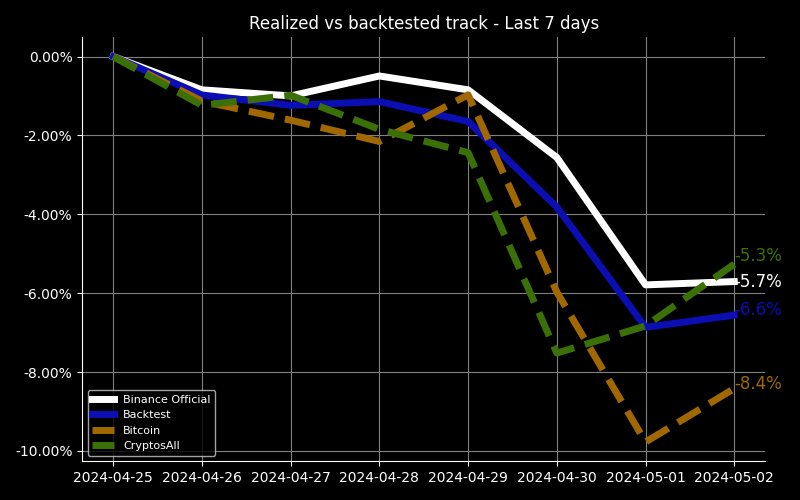 Realized vs backtested track - Last 7 days
0.00%
-2.00%
-4.00%
-6.00%
-8.00%
-10.00%
-5.3%
-5.7%
-6.6%
-8.4%
Binance Official
Backtest
Bitcoin
CryptosAll
2024-04-25 2024-04-26 2024-04-27 2024-04-28 2024-04-29 2024-04-30 2024-05-01 2024-05-02